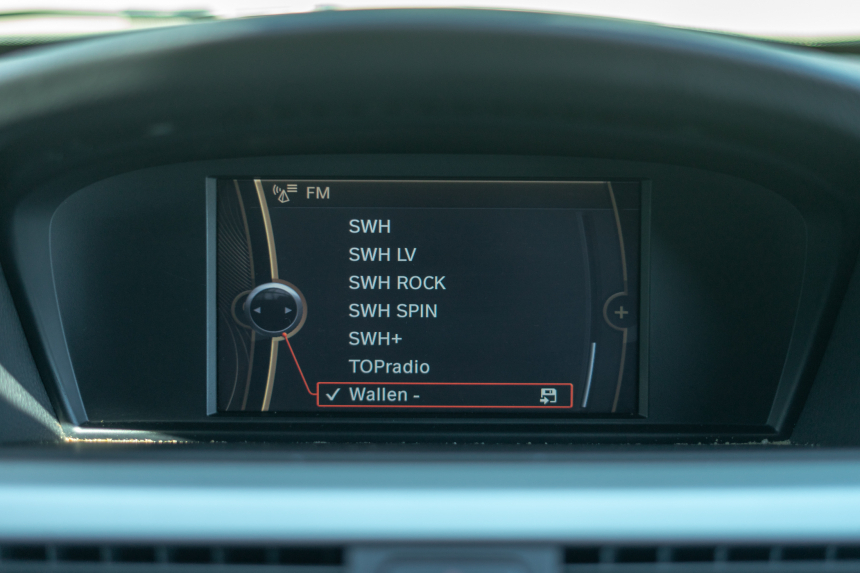 FM
SWH
SWH LV
SWH ROCK
SWH SPIN
SWH+
TOPradio
Wallen -